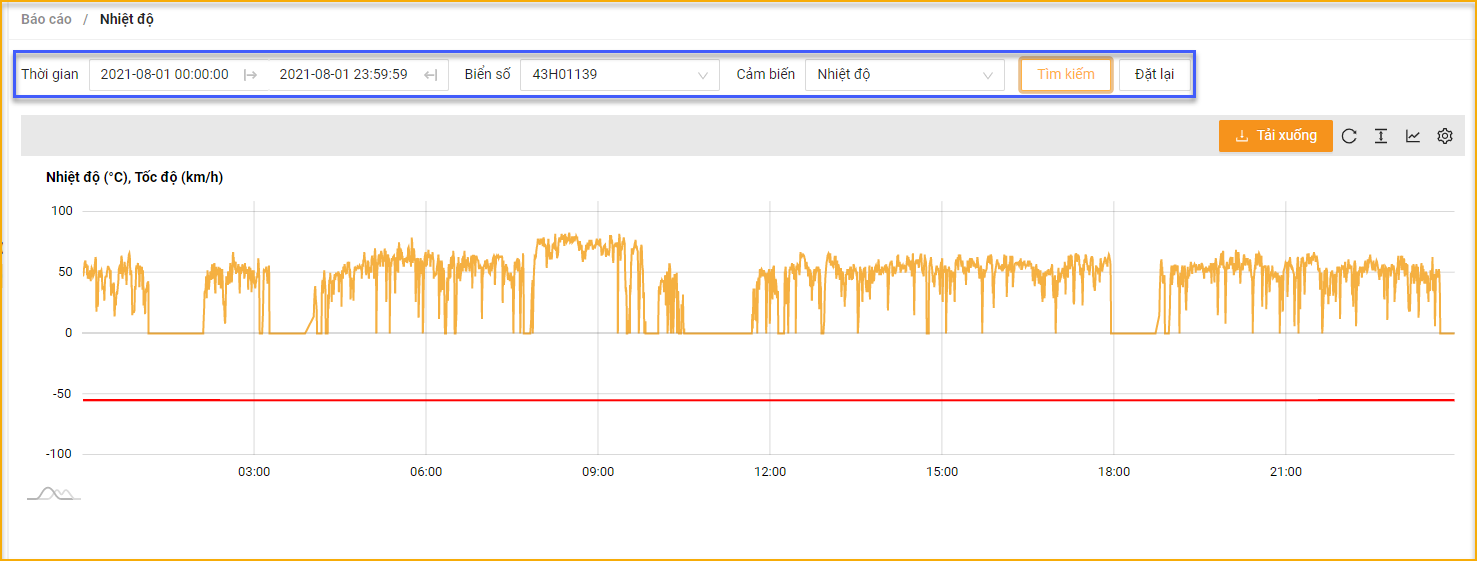 Báo cáo / Nhiệt độ
Thời gian 2021-08-01 00:00:00 2021-08-01 23:59:59 Biển số 43H01139 Cảm biến Nhiệt độ Tìm kiếm Đặt lại
Tải xuống
Nhiệt độ (°C), Tốc độ (km/h)
100
50
0
-50
-100
03:00 06:00 09:00 12:00 15:00 18:00 21:00